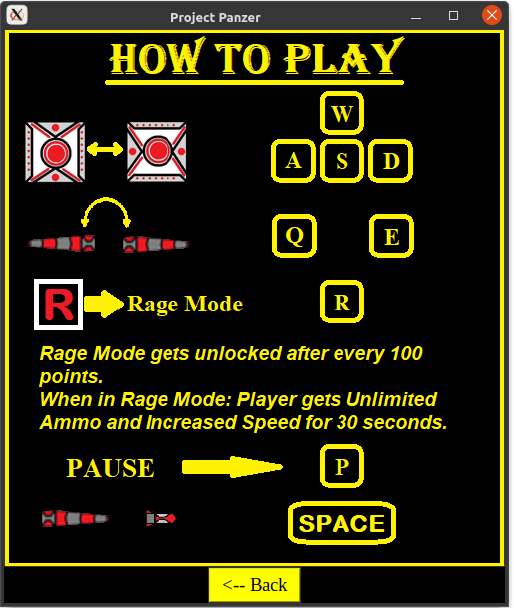 Project Panzer
HOW TO PLAY
W
A S D
Q E
R Rage Mode R
Rage Mode gets unlocked after every 100
points.
When in Rage Mode: Player gets Unlimited
Ammo and Increased Speed for 30 seconds.
PAUSE P
SPACE
<-- Back